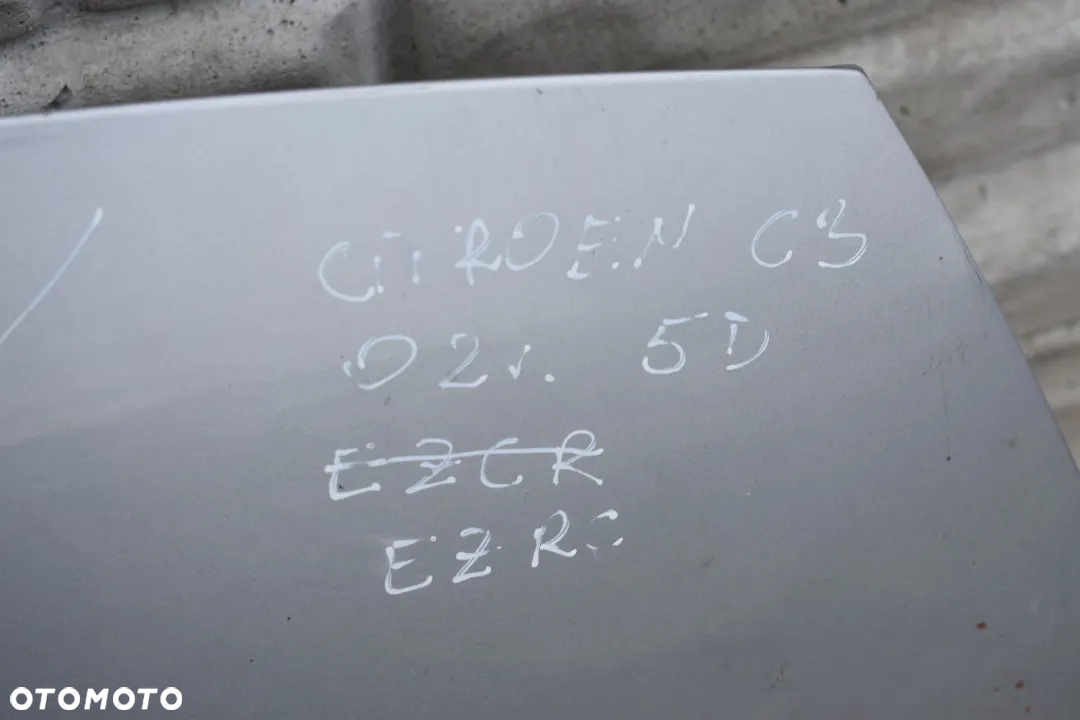 CITROEN C3
02r. 5D
EZCR
EZRC
OTOMOTO